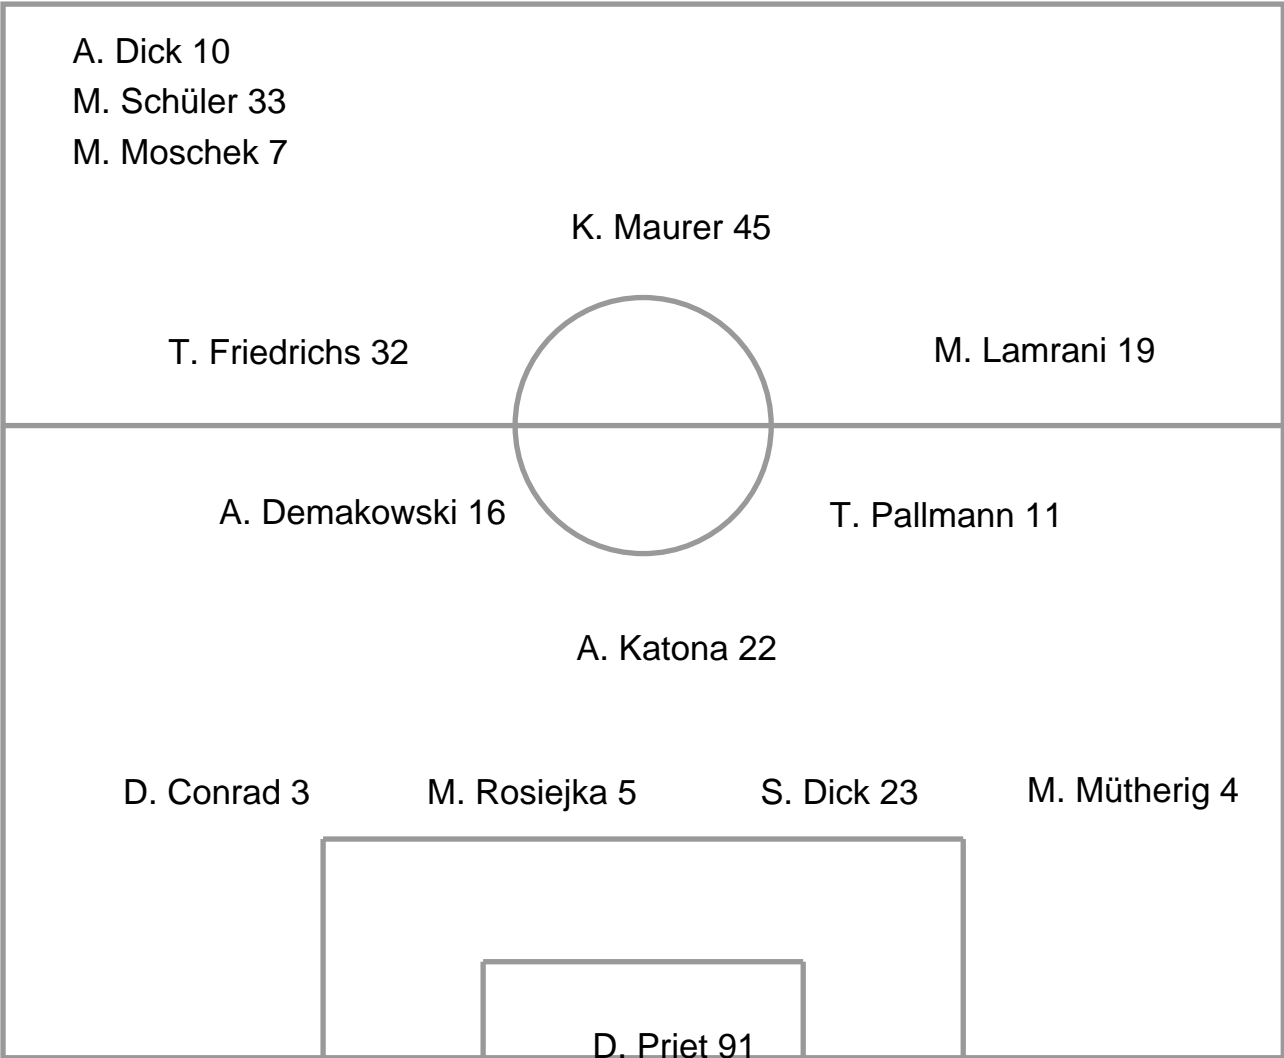 A. Dick 10
M. Schüler 33
M. Moschek 7
K. Maurer 45
T. Friedrichs 32
M. Lamrani 19
A. Demakowski 16
T. Pallmann 11
A. Katona 22
D. Conrad 3
M. Rosiejka 5
S. Dick 23
M. Mütherig 4
D. Priet 91